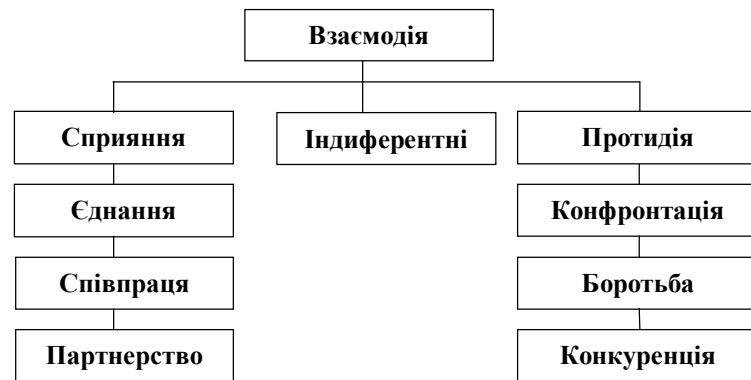 Взаємодія
Сприяння
Індиферентні
Протидія
Єднання
Конфронтація
Співпраця
Боротьба
Партнерство
Конкуренція